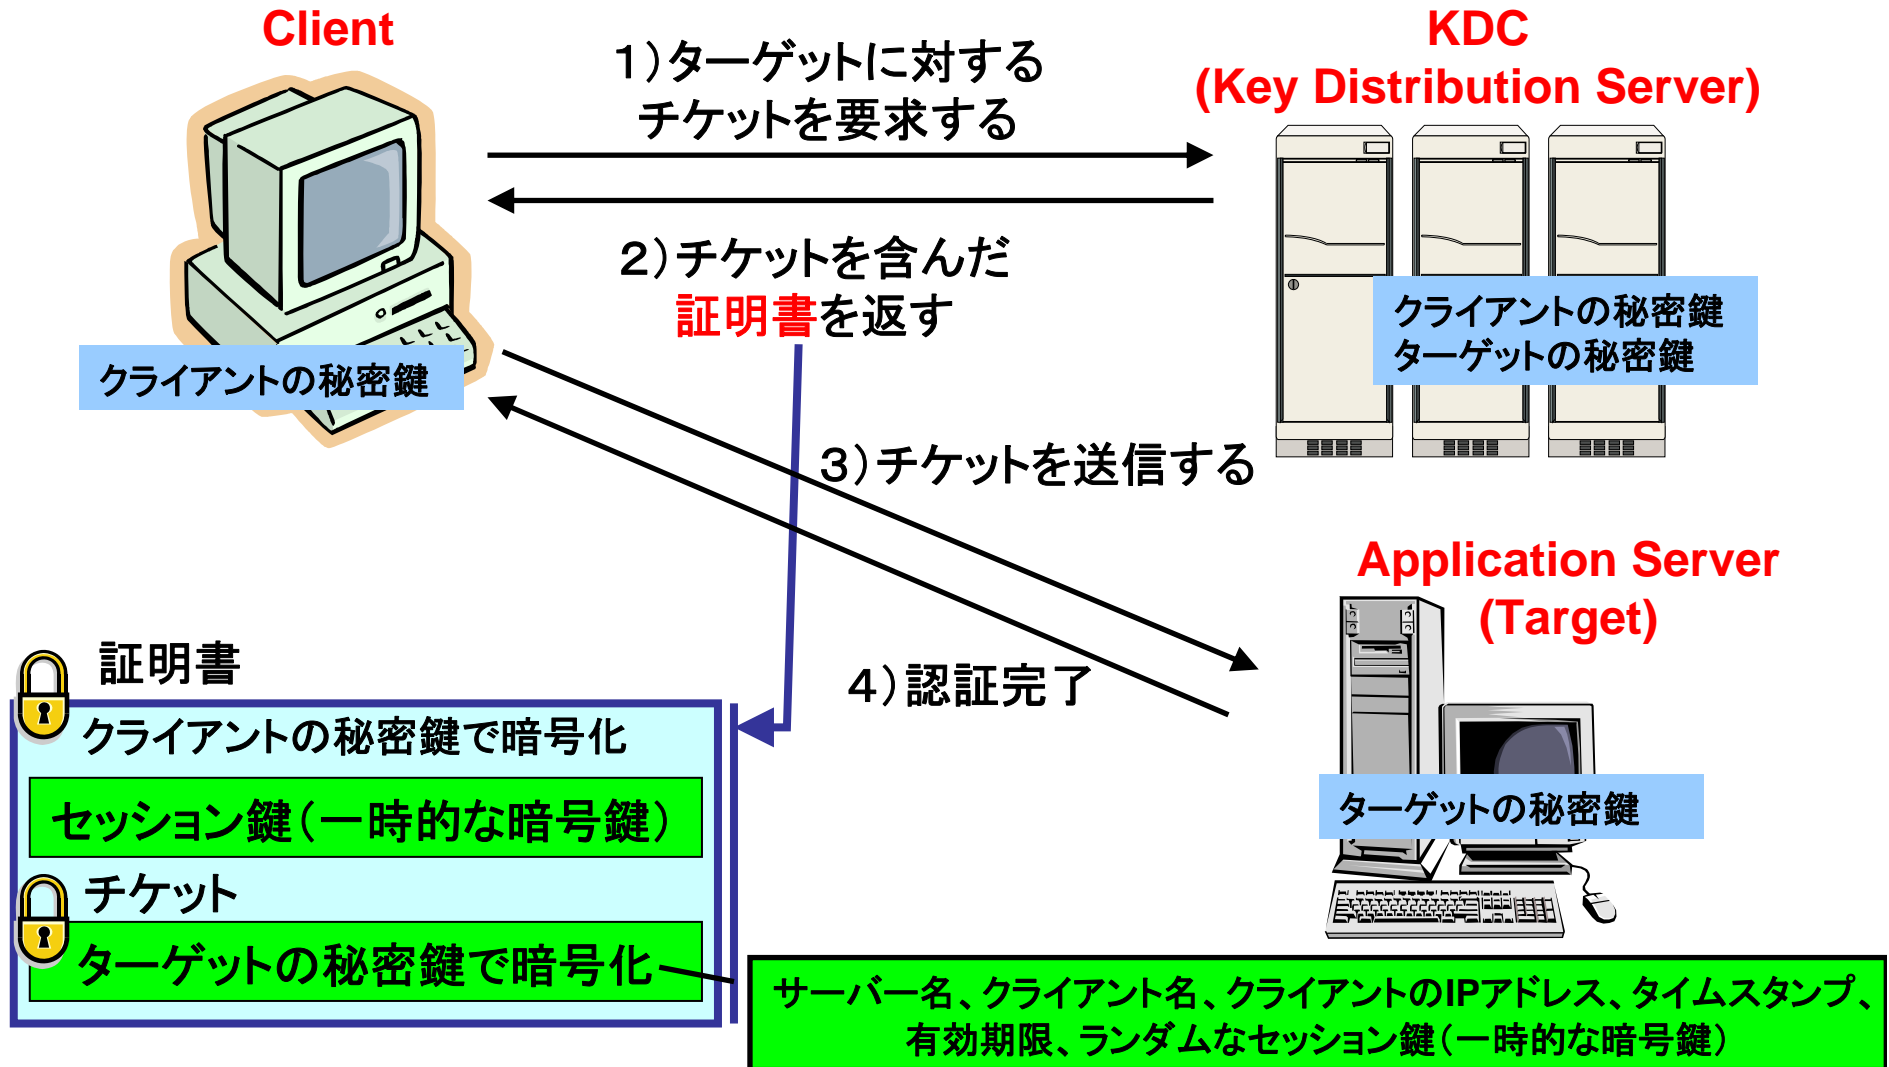 Client
1）ターゲットに対する
チケットを要求する
KDC
(Key Distribution Server)
2）チケットを含んだ
証明書を返す
クライアントの秘密鍵
ターゲットの秘密鍵
クライアントの秘密鍵
3）チケットを送信する
Application Server
(Target)
4）認証完了
ターゲットの秘密鍵
証明書
クライアントの秘密鍵で暗号化
セッション鍵（一時的な暗号鍵）
チケット
ターゲットの秘密鍵で暗号化
サーバー名、クライアント名、クライアントのIPアドレス、タイムスタンプ、
有効期限、ランダムなセッション鍵（一時的な暗号鍵）